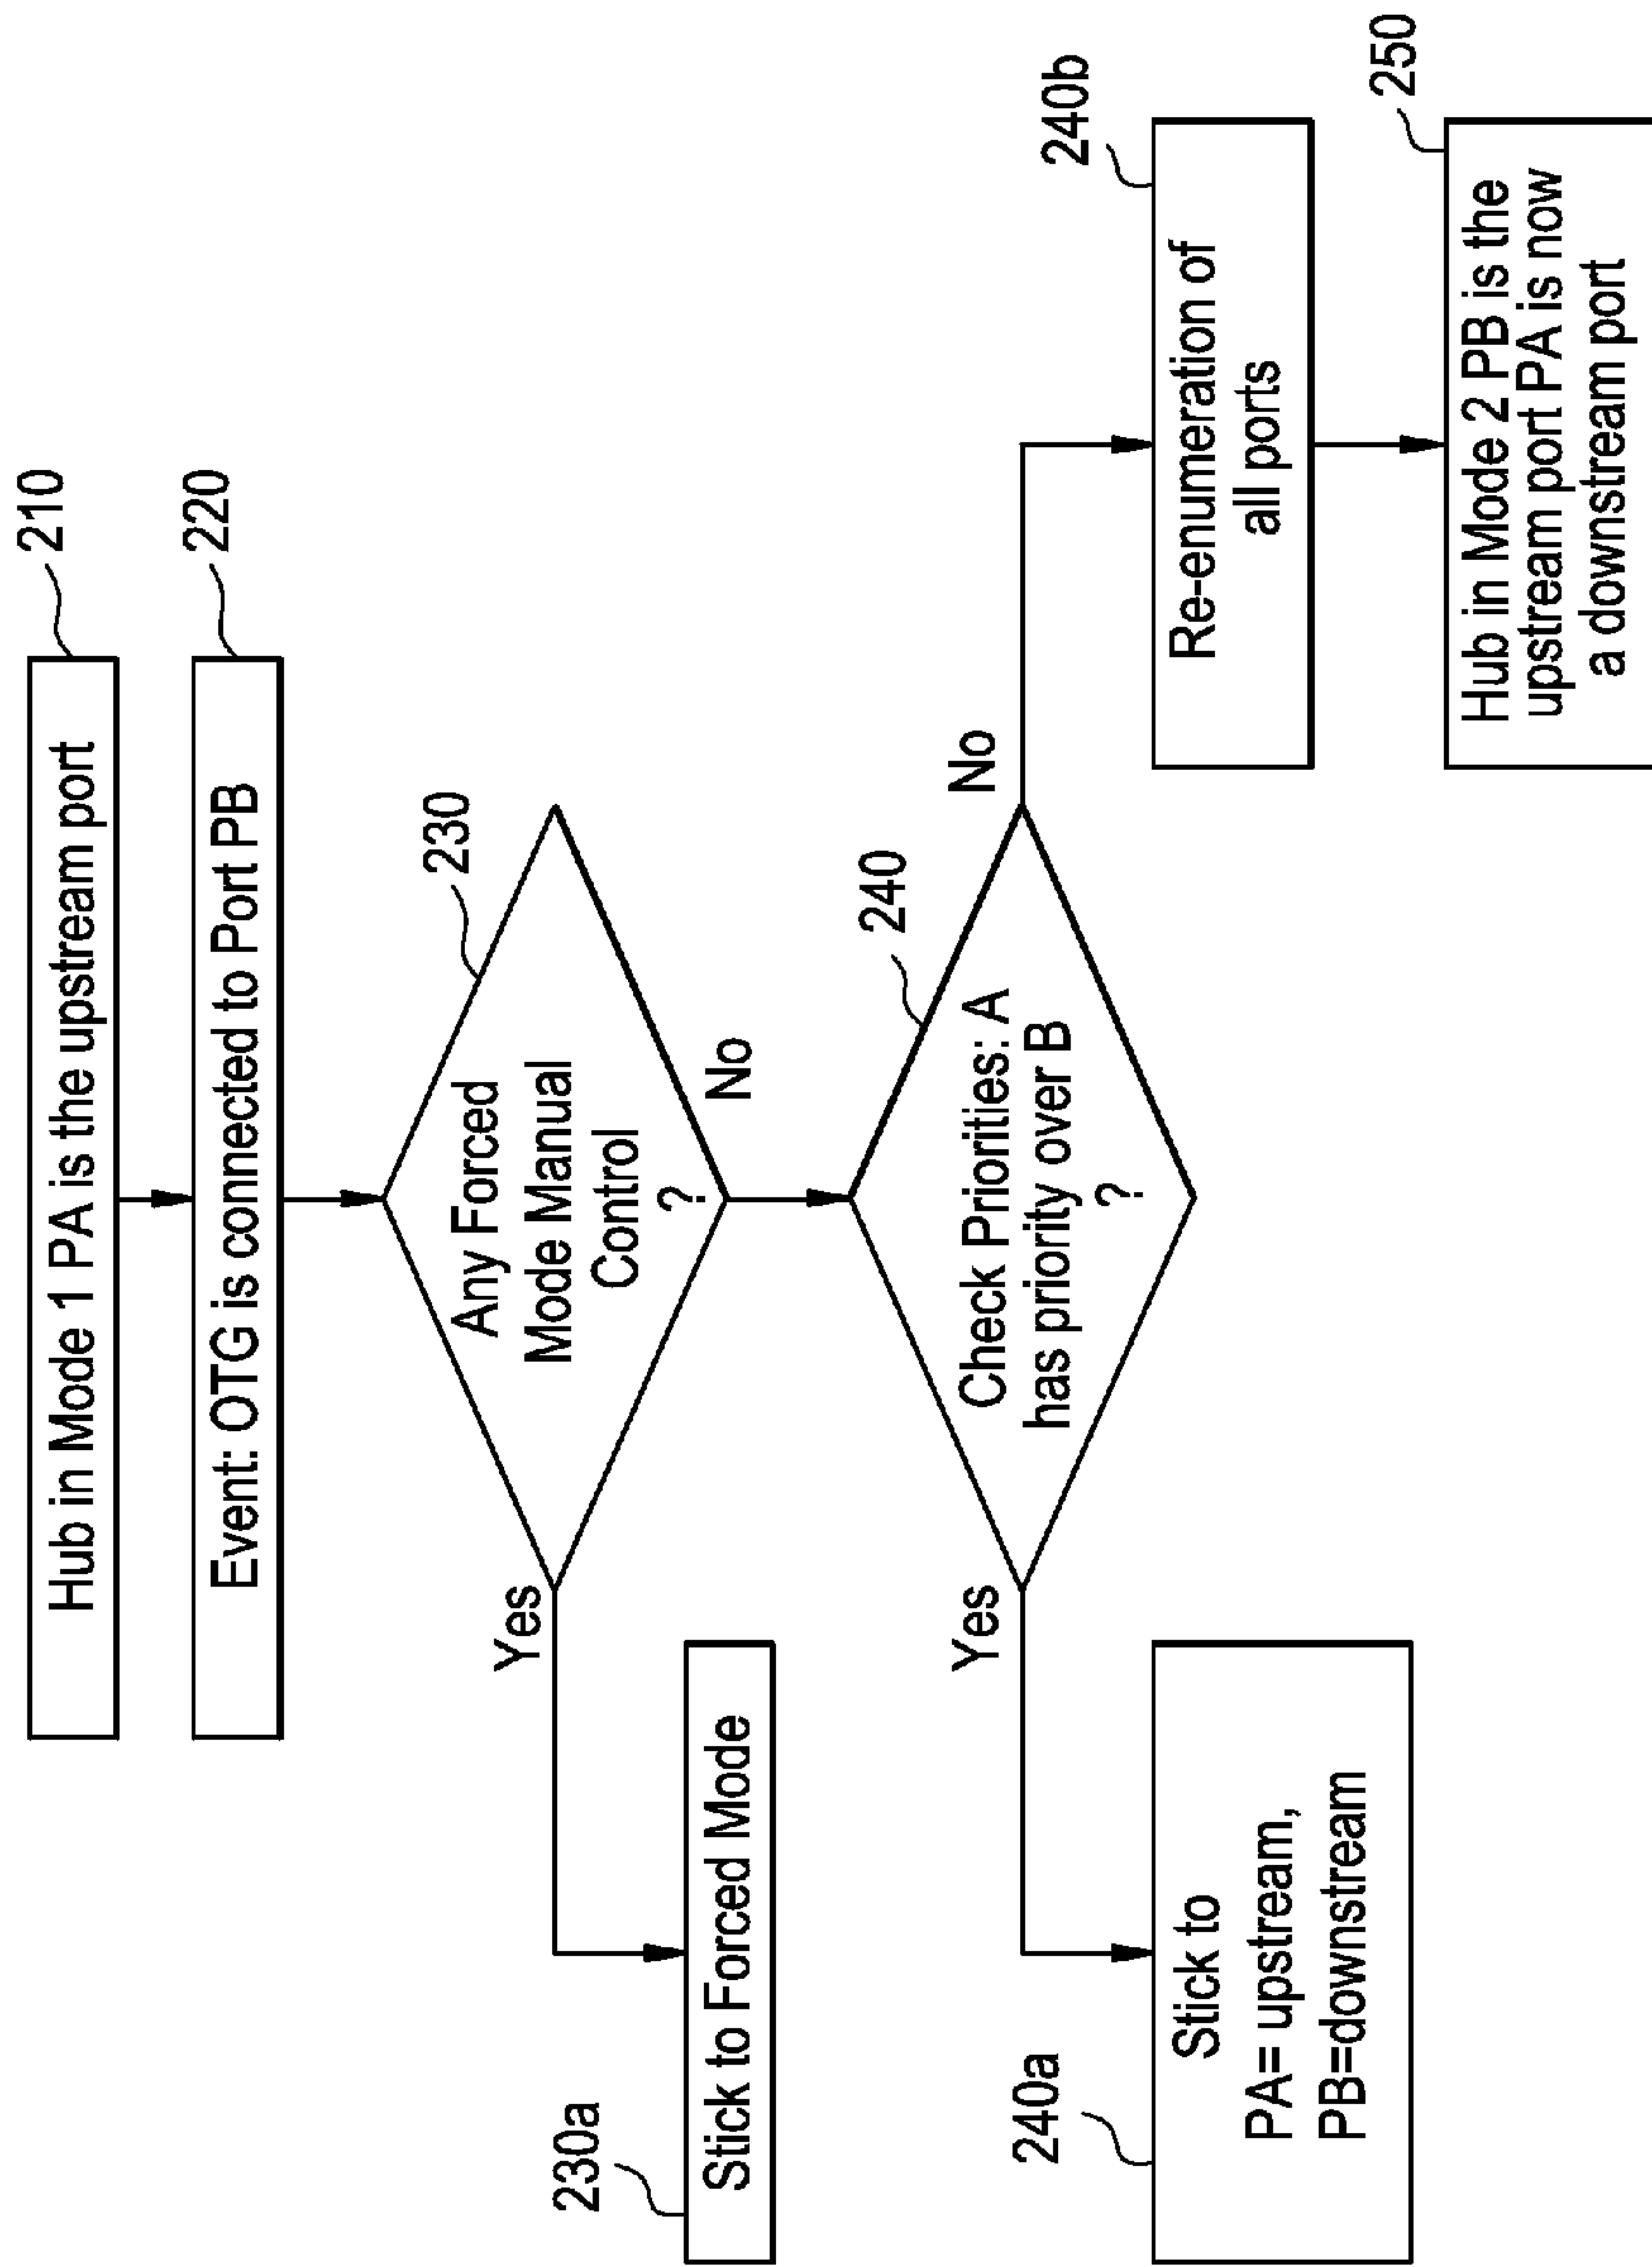 210
Hub in Mode 1 PA is the upstream port
220
Event: OTG is connected to Port PB
230
Any Forced
Mode Manual
Control
?
Yes
No
230a
Stick to Forced Mode
240
Check Priorities: A
has priority over B
?
Yes
No
240a
Stick to
PA= upstream,
PB=downstream
240b
Re-enumeration of
all ports
250
Hub in Mode 2 PB is the
upstream port PA is now
a downstream port